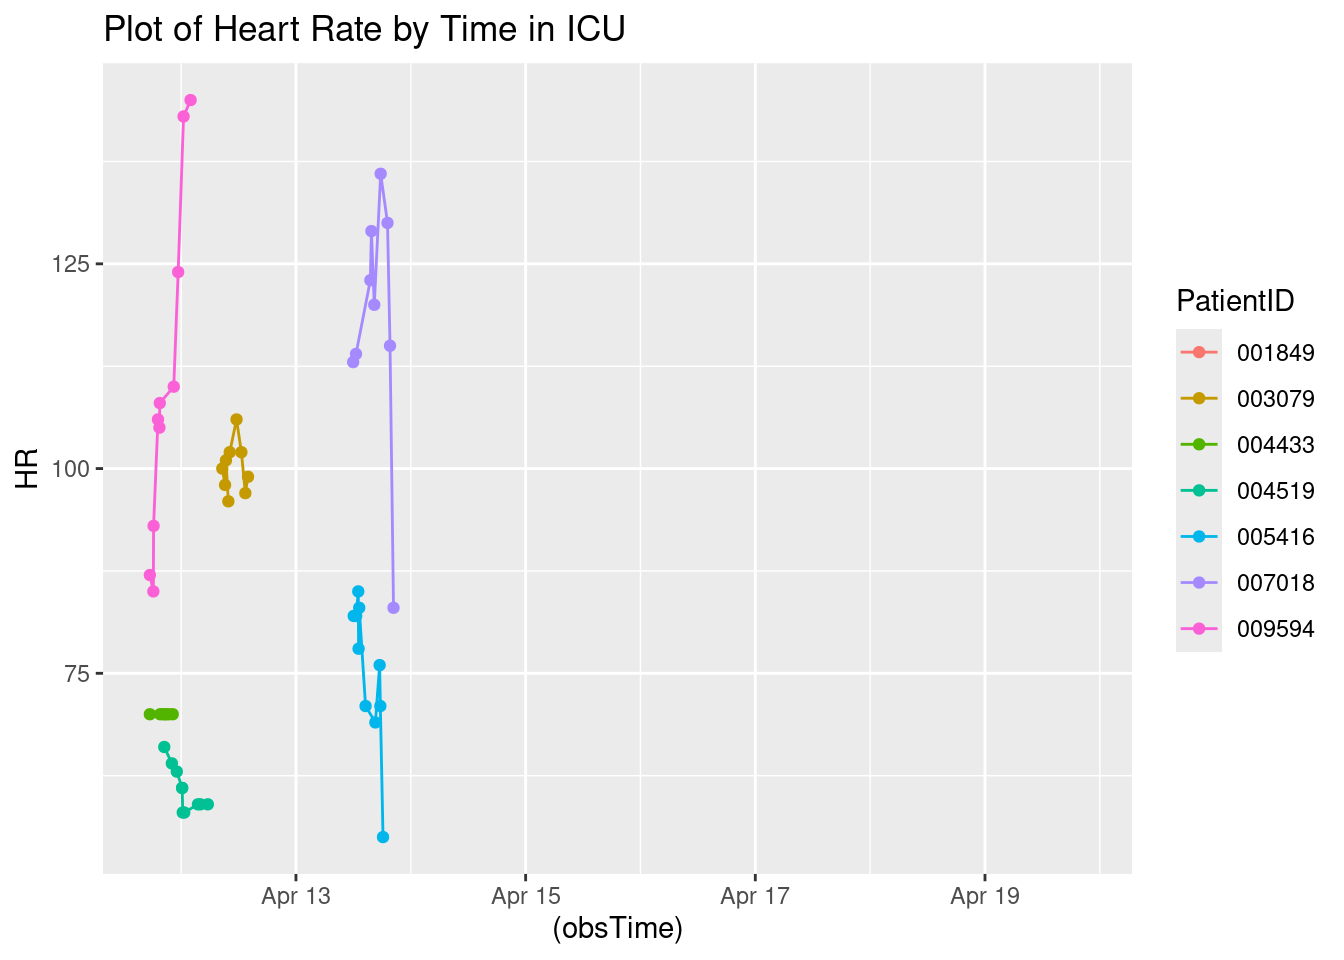 Plot of Heart Rate by Time in ICU
HR
125
100
75
Apr 13
Apr 15
Apr 17
Apr 19
(obsTime)
PatientID
001849
003079
004433
004519
005416
007018
009594